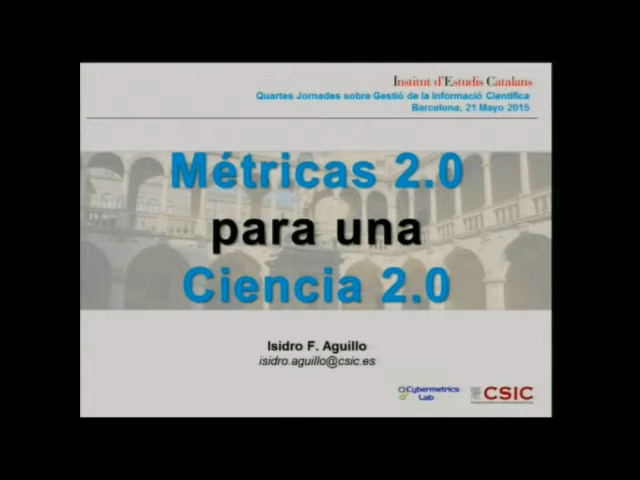 Institut d'Estudis Catalans
Quartes Jornades sobre Gestió de la Informació Científica
Barcelona, 21 Mayo 2015
Métricas 2.0
para una
Ciencia 2.0
Isidro F. Aguillo
isidro.aguillo@csic.es
Cybermetrics
Lab
CSIC